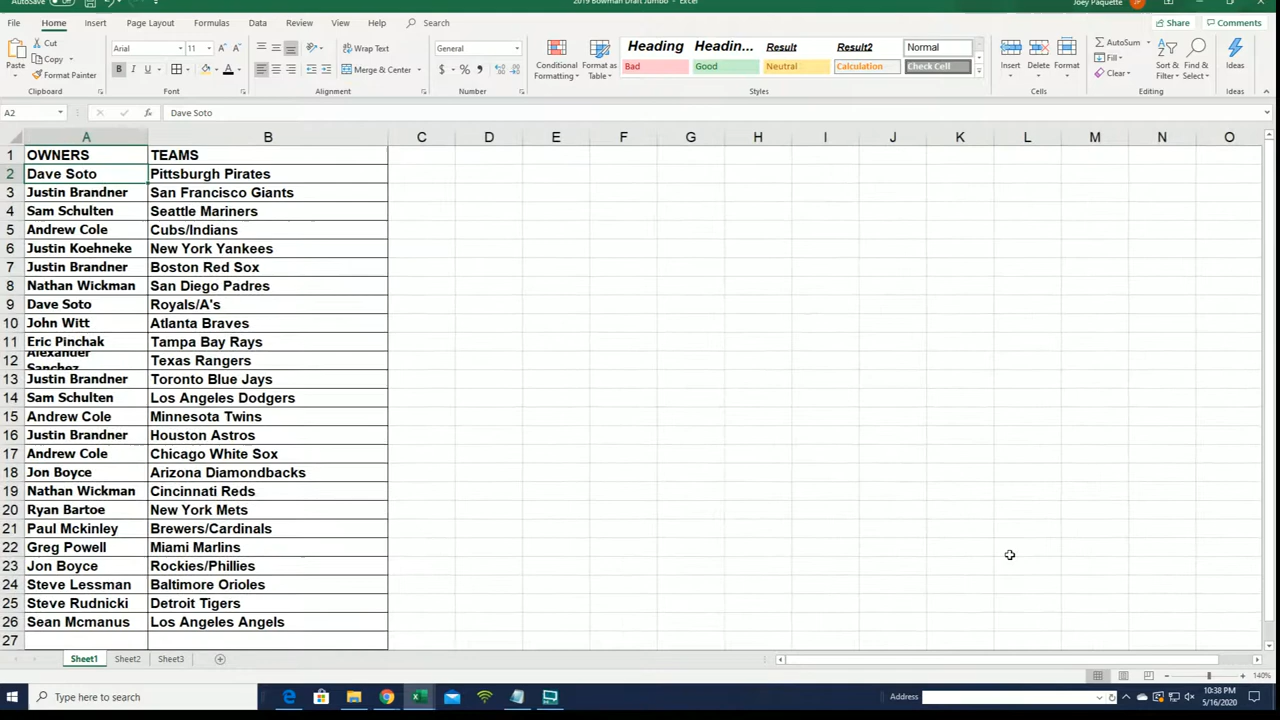 AutoSave Off 2019 Bowman Draft Jumbo - Excel Joey Paquette JP
File Home Insert Page Layout Formulas Data Review View Help Search Share Comments
Cut Arial 11 Wrap Text General Heading Headin... Result Result2 Normal AutoSum
Copy
Paste Format Painter Merge & Center Conditional Formatting Format as Table Bad Good Neutral Calculation Check Cell Insert Delete Format Fill Clear Sort & Filter Find & Select Ideas
Clipboard Font Alignment Number Styles Cells Editing Ideas
A2 fx Dave Soto
A B C D E F G H I J K L M N O
1 OWNERS TEAMS
2 Dave Soto Pittsburgh Pirates
3 Justin Brandner San Francisco Giants
4 Sam Schulten Seattle Mariners
5 Andrew Cole Cubs/Indians
6 Justin Koehneke New York Yankees
7 Justin Brandner Boston Red Sox
8 Nathan Wickman San Diego Padres
9 Dave Soto Royals/A's
10 John Witt Atlanta Braves
11 Eric Pinchak Tampa Bay Rays
12 Alexander Sanchez Texas Rangers
13 Justin Brandner Toronto Blue Jays
14 Sam Schulten Los Angeles Dodgers
15 Andrew Cole Minnesota Twins
16 Justin Brandner Houston Astros
17 Andrew Cole Chicago White Sox
18 Jon Boyce Arizona Diamondbacks
19 Nathan Wickman Cincinnati Reds
20 Ryan Bartoe New York Mets
21 Paul Mckinley Brewers/Cardinals
22 Greg Powell Miami Marlins
23 Jon Boyce Rockies/Phillies
24 Steve Lessman Baltimore Orioles
25 Steve Rudnicki Detroit Tigers
26 Sean Mcmanus Los Angeles Angels
27
Sheet1 Sheet2 Sheet3
140%
Type here to search Address 10:38 PM
5/16/2020